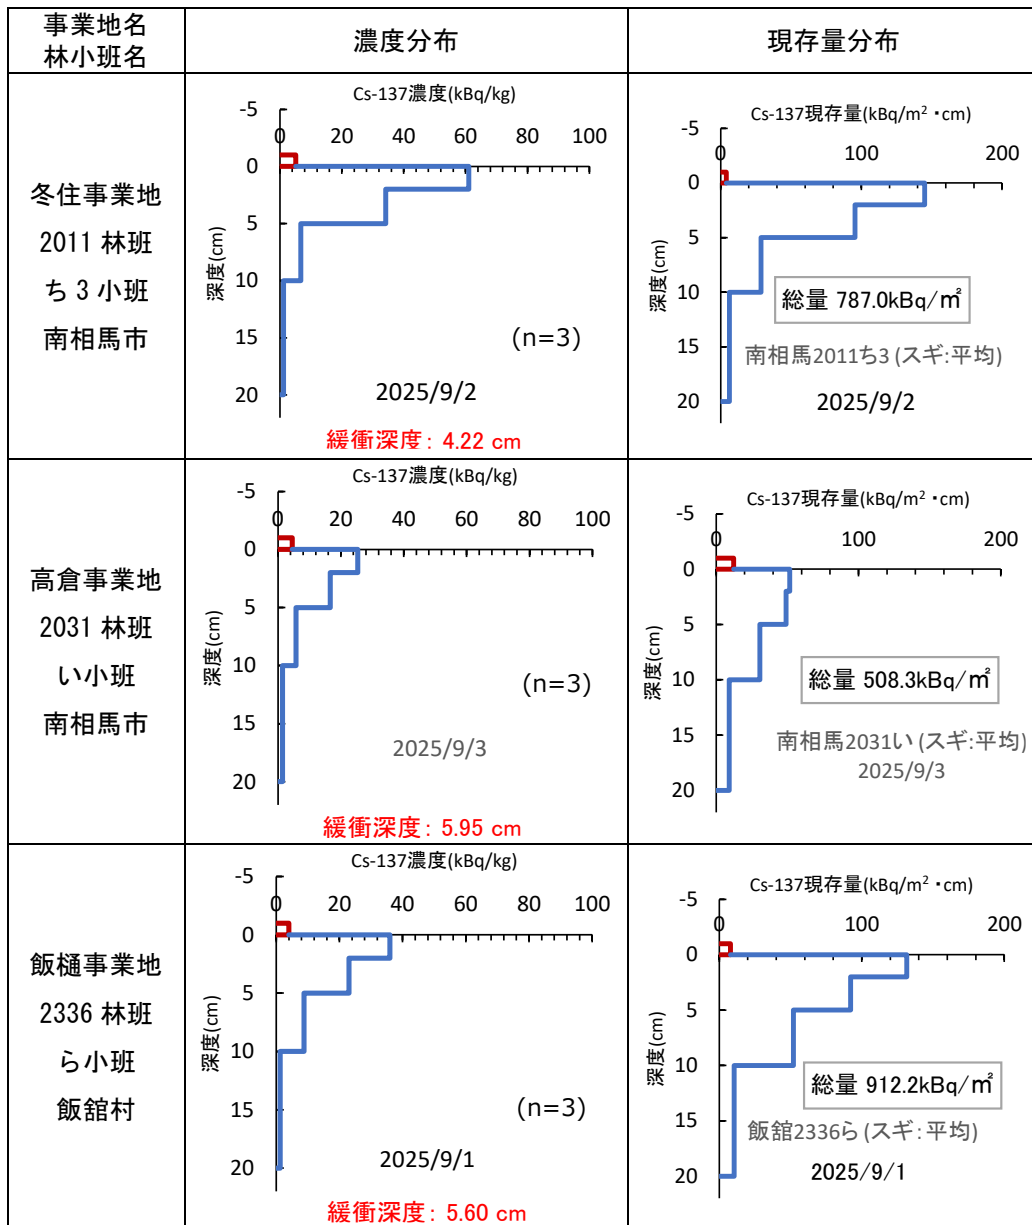 事業地名
林小班名
濃度分布
現存量分布
冬住事業地
2011 林班
ち 3 小班
南相馬市
Cs-137濃度(kBq/kg)
-5
0 20 40 60 80 100
0
5
10
15
20
深度(cm)
(n=3)
2025/9/2
緩衝深度: 4.22 cm
Cs-137現存量(kBq/m²・cm)
-5
0 100 200
0
5
10
15
20
深度(cm)
総量 787.0kBq/㎡
南相馬2011ち3 (スギ:平均)
2025/9/2
高倉事業地
2031 林班
い小班
南相馬市
Cs-137濃度(kBq/kg)
-5
0 20 40 60 80 100
0
5
10
15
20
深度(cm)
(n=3)
2025/9/3
緩衝深度: 5.95 cm
Cs-137現存量(kBq/m²・cm)
-5
0 100 200
0
5
10
15
20
深度(cm)
総量 508.3kBq/㎡
南相馬2031い (スギ:平均)
2025/9/3
飯樋事業地
2336 林班
ら小班
飯舘村
Cs-137濃度(kBq/kg)
-5
0 20 40 60 80 100
0
5
10
15
20
深度(cm)
(n=3)
2025/9/1
緩衝深度: 5.60 cm
Cs-137現存量(kBq/m²・cm)
-5
0 100 200
0
5
10
15
20
深度(cm)
総量 912.2kBq/㎡
飯舘2336ら (スギ:平均)
2025/9/1